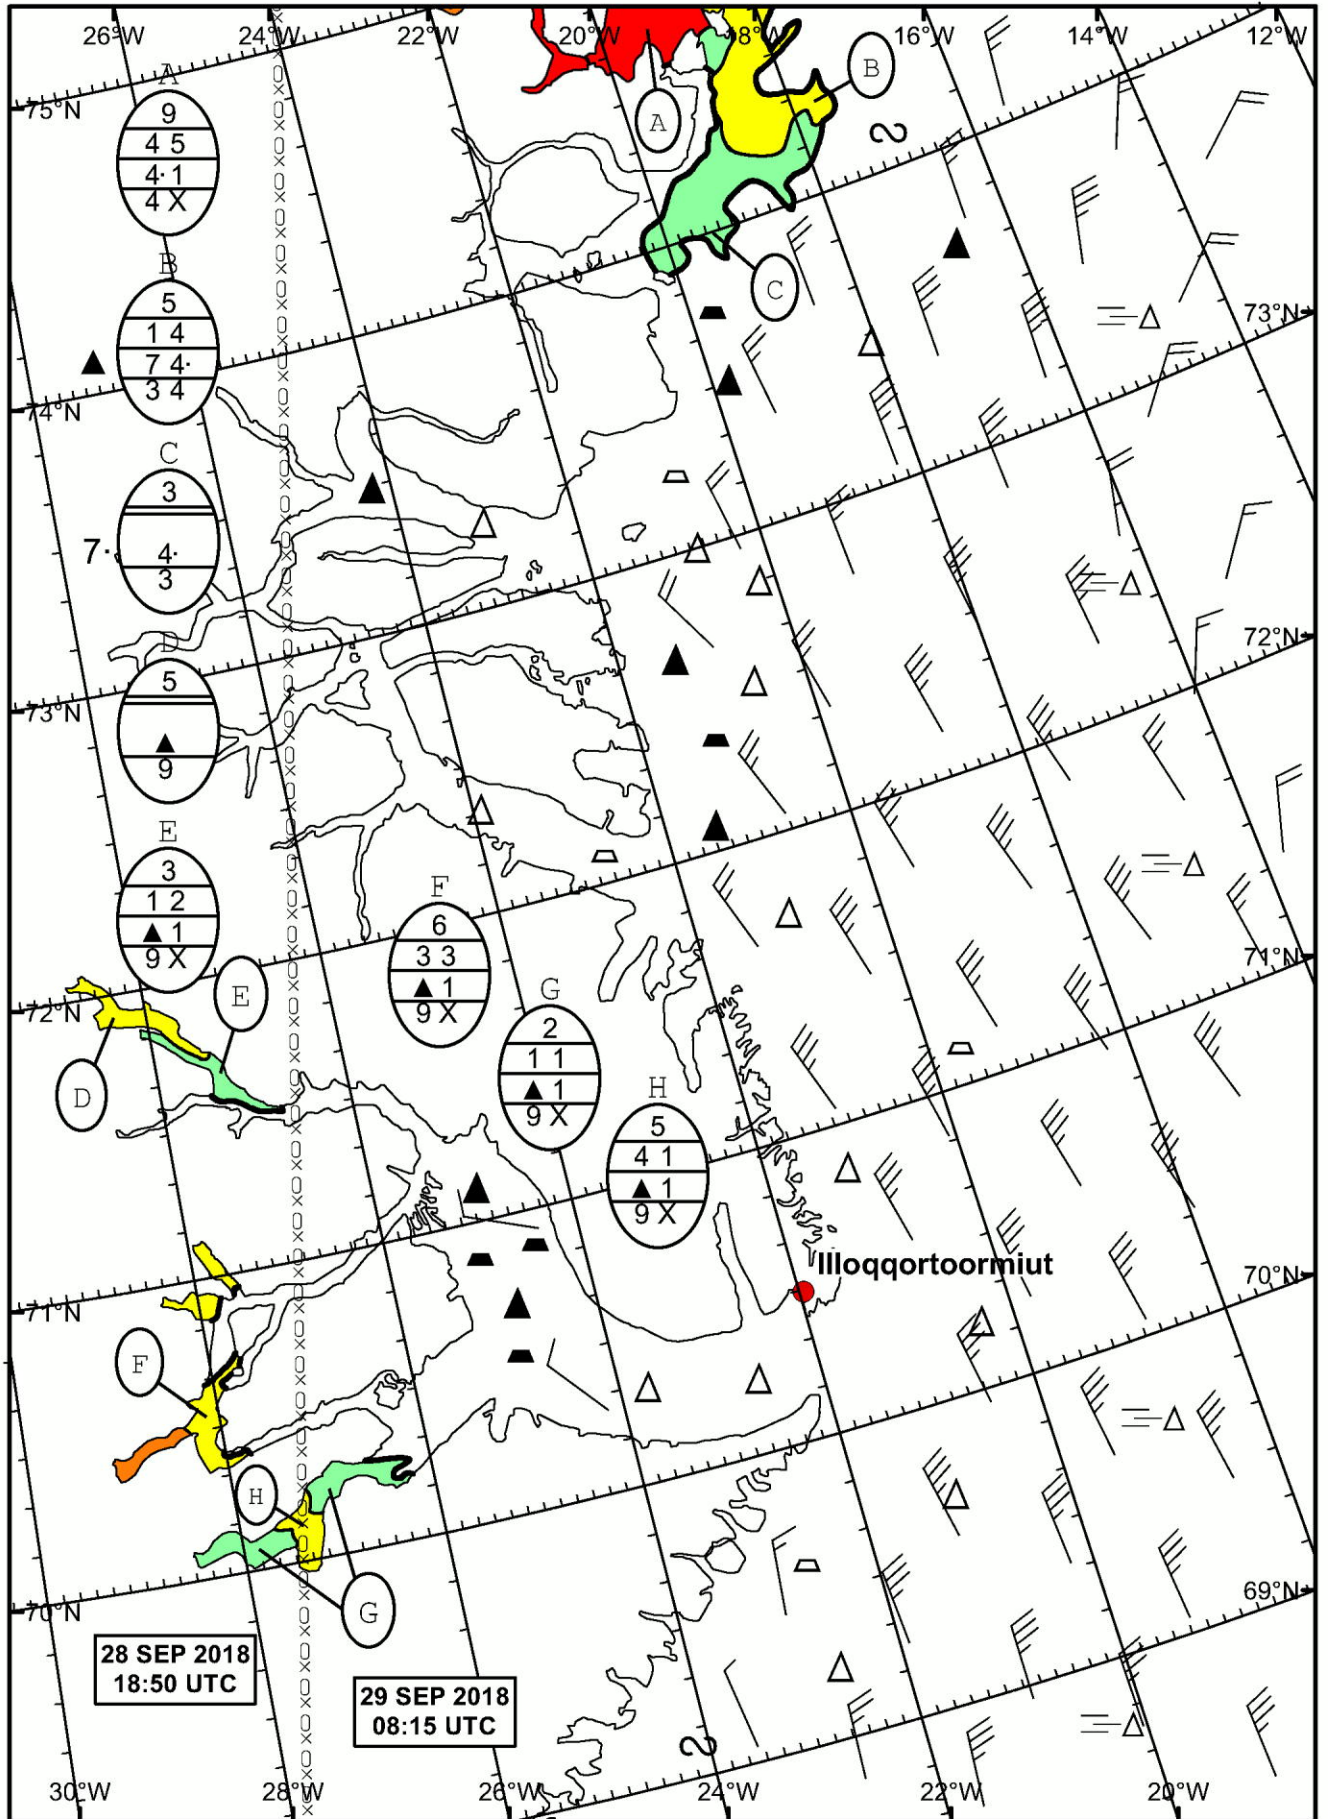 26°W 24°W 22°W 20°W 18°W 16°W 14°W 12°W
75°N
A
9
4 5
4· 1
4 X
B
A
B
5
1 4
7 4·
3 4
C
73°N
74°N
C
3
7·
4·
3
72°N
D
5
9
73°N
E
3
1 2
1
9 X
F
6
3 3
1
9 X
71°N
E
72°N
G
2
1 1
1
9 X
D
H
5
4 1
1
9 X
Illoqqortoormiut
70°N
71°N
F
H
G
70°N
69°N
28 SEP 2018
18:50 UTC
29 SEP 2018
08:15 UTC
30°W 28°W 26°W 24°W 22°W 20°W